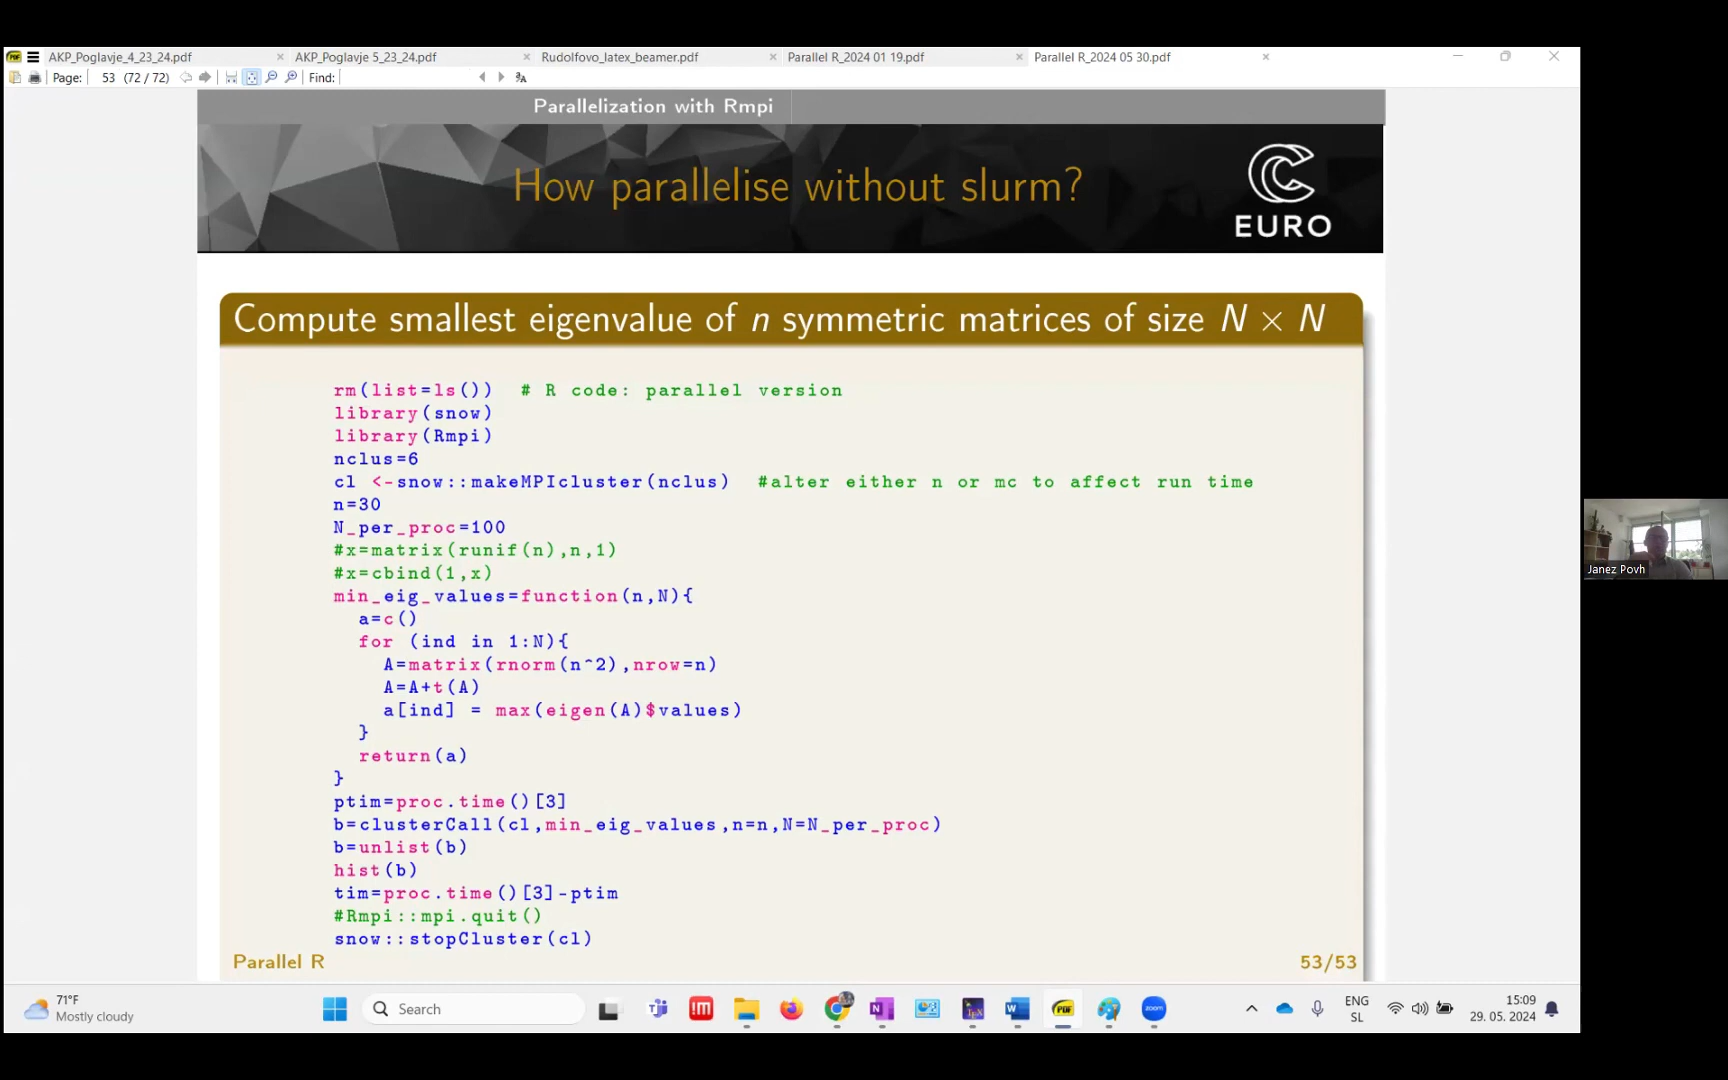 AKP_Poglavje_4_23_24.pdf
AKP_Poglavje 5_23_24.pdf
Rudolfovo_latex_beamer.pdf
Parallel R_2024 01 19.pdf
Parallel R_2024 05 30.pdf
Page: 53 (72 / 72) Find:
Parallelization with Rmpi
How parallelise without slurm?
EURO
Compute smallest eigenvalue of n symmetric matrices of size N × N
rm(list=ls()) # R code: parallel version
library(snow)
library(Rmpi)
nclus=6
cl <-snow::makeMPIcluster(nclus) #alter either n or mc to affect run time
n=30
N_per_proc=100
#x=matrix(runif(n),n,1)
#x=cbind(1,x)
min_eig_values=function(n,N){
a=c()
for (ind in 1:N){
A=matrix(rnorm(n^2),nrow=n)
A=A+t(A)
a[ind] = max(eigen(A)$values)
}
return(a)
}
ptim=proc.time()[3]
b=clusterCall(cl,min_eig_values,n=n,N=N_per_proc)
b=unlist(b)
hist(b)
tim=proc.time()[3]-ptim
#Rmpi::mpi.quit()
snow::stopCluster(cl)
Parallel R 53/53
Janez Povh
71°F
Mostly cloudy
Search
ENG
SL
15:09
29. 05. 2024